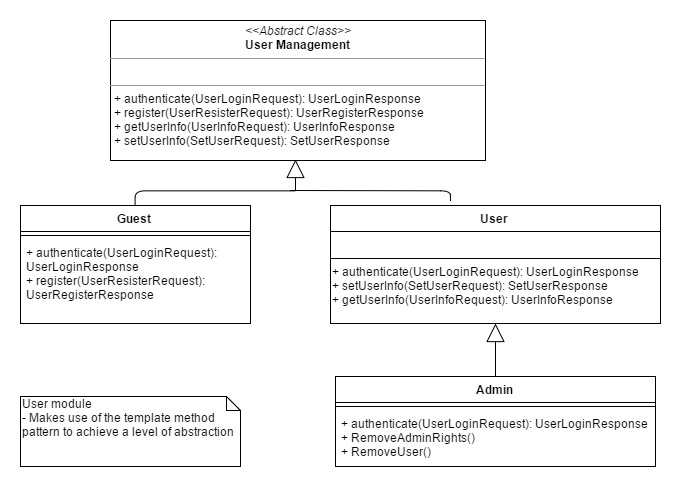 <<Abstract Class>>
User Management
+ authenticate(UserLoginRequest): UserLoginResponse
+ register(UserResisterRequest): UserRegisterResponse
+ getUserInfo(UserInfoRequest): UserInfoResponse
+ setUserInfo(SetUserRequest): SetUserResponse
Guest
+ authenticate(UserLoginRequest):
UserLoginResponse
+ register(UserResisterRequest):
UserRegisterResponse
User
+ authenticate(UserLoginRequest): UserLoginResponse
+ setUserInfo(SetUserRequest): SetUserResponse
+ getUserInfo(UserInfoRequest): UserInfoResponse
User module
- Makes use of the template method
pattern to achieve a level of abstraction
Admin
+ authenticate(UserLoginRequest): UserLoginResponse
+ RemoveAdminRights()
+ RemoveUser()